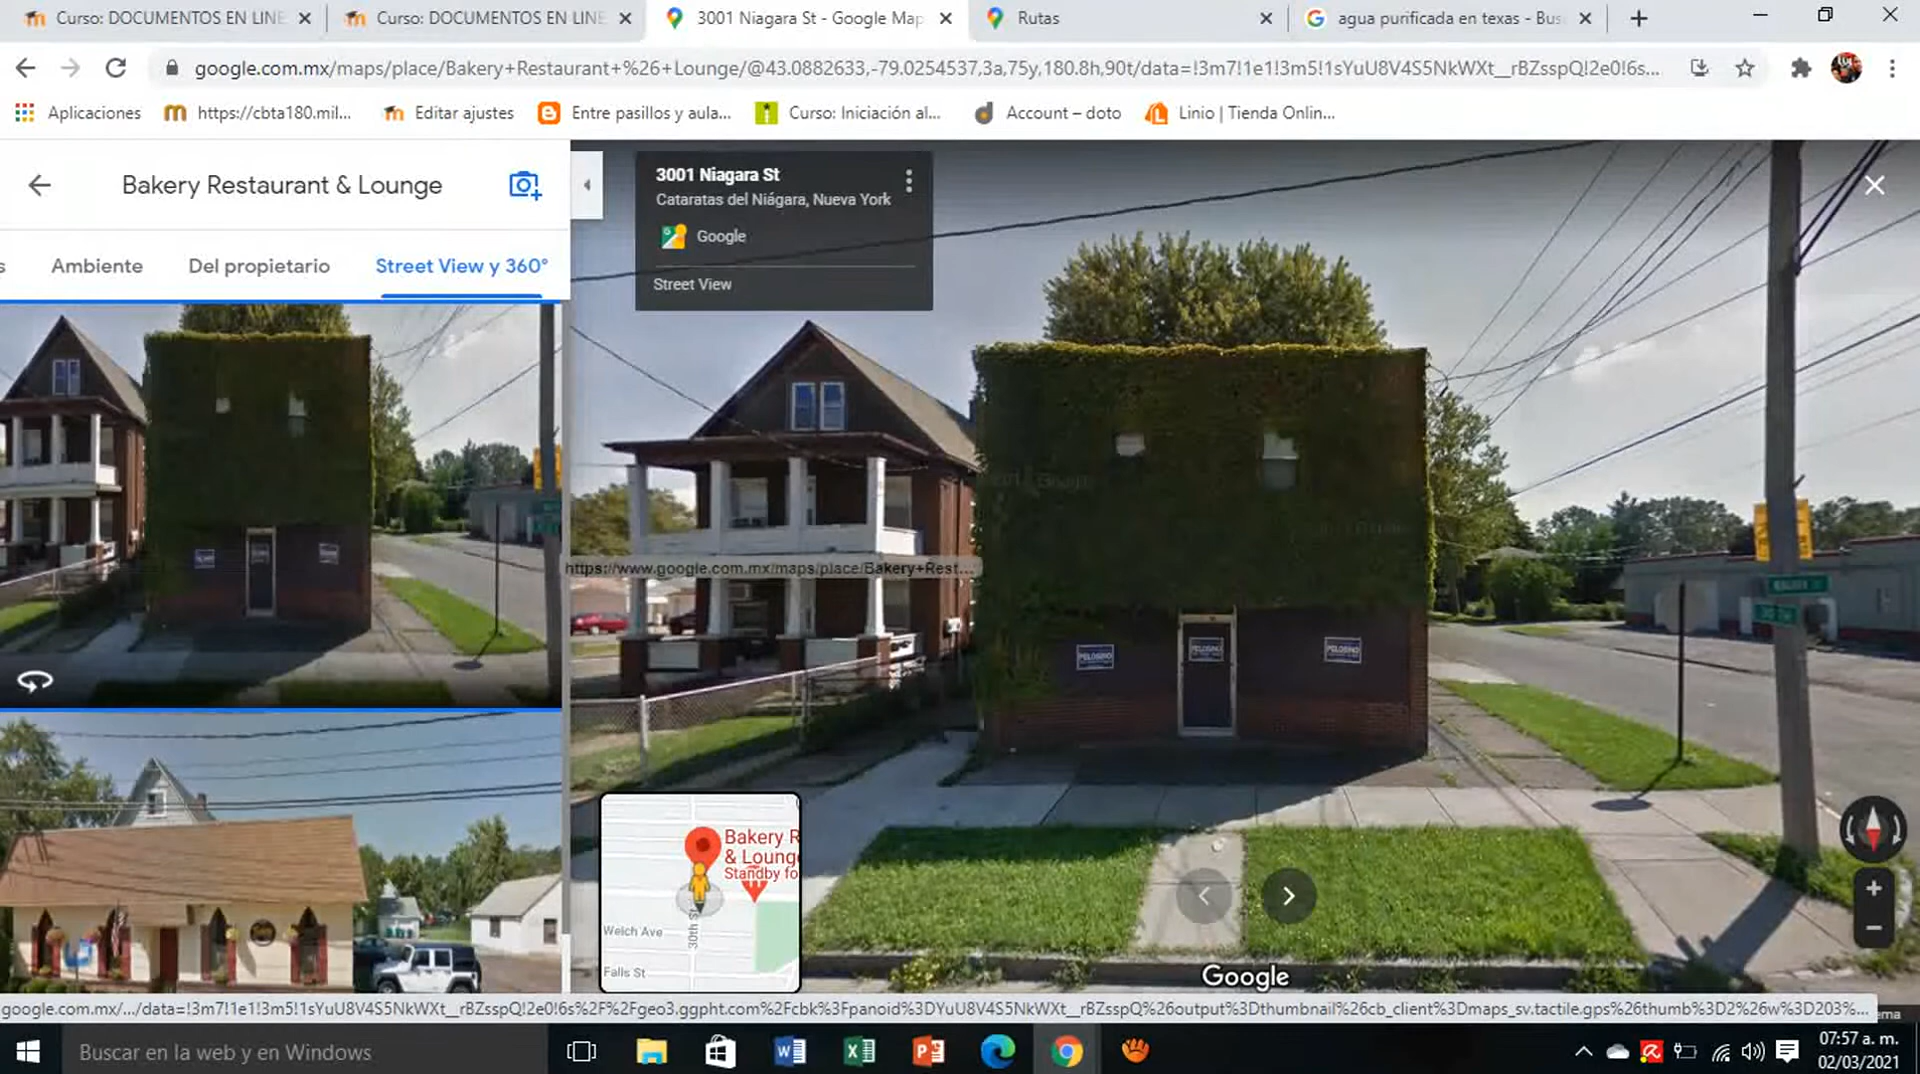 Curso: DOCUMENTOS EN LINE
Curso: DOCUMENTOS EN LINE
3001 Niagara St - Google Map
Rutas
agua purificada en texas - Bus
google.com.mx/maps/place/Bakery+Restaurant+%26+Lounge/@43.0882633,-79.0254537,3a,75y,180.8h,90t/data=!3m7!1e1!3m5!1sYuU8V4S5NkWXt__rBZsspQ!2e0!6s...
Aplicaciones
https://cbta180.mil...
Editar ajustes
Entre pasillos y aula...
Curso: Iniciación al...
Account – doto
Linio | Tienda Onlin...
Bakery Restaurant & Lounge
s
Ambiente
Del propietario
Street View y 360°
3001 Niagara St
Cataratas del Niágara, Nueva York
Google
Street View
https://www.google.com.mx/maps/place/Bakery+Rest...
PELOSINO
PELOSINO
PELOSINO
Bakery R
& Loung
Standby fo
Welch Ave
30th St
Falls St
Google
google.com.mx/.../data=!3m7!1e1!3m5!1sYuU8V4S5NkWXt__rBZsspQ!2e0!6s%2F%2Fgeo3.ggpht.com%2Fcbk%3Fpanoid%3DYuU8V4S5NkWXt__rBZsspQ%26output%3Dthumbnail%26cb_client%3Dmaps_sv.tactile.gps%26thumb%3D2%26w%3D203%...
ema
Buscar en la web y en Windows
07:57 a. m.
02/03/2021